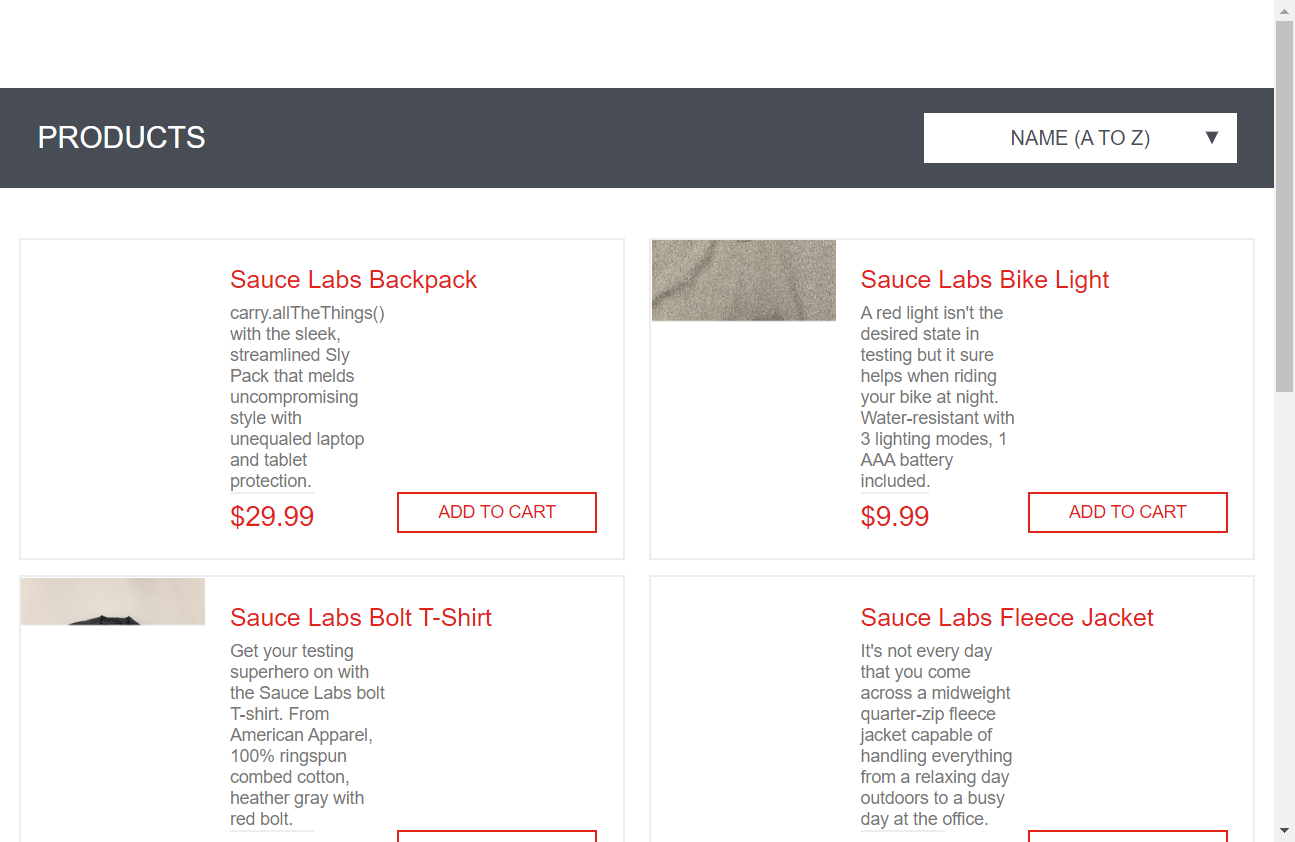 PRODUCTS
NAME (A TO Z) ▼
Sauce Labs Backpack
carry.allTheThings()
with the sleek,
streamlined Sly
Pack that melds
uncompromising
style with
unequaled laptop
and tablet
protection.
$29.99
ADD TO CART
Sauce Labs Bike Light
A red light isn't the
desired state in
testing but it sure
helps when riding
your bike at night.
Water-resistant with
3 lighting modes, 1
AAA battery
included.
$9.99
ADD TO CART
Sauce Labs Bolt T-Shirt
Get your testing
superhero on with
the Sauce Labs bolt
T-shirt. From
American Apparel,
100% ringspun
combed cotton,
heather gray with
red bolt.
Sauce Labs Fleece Jacket
It's not every day
that you come
across a midweight
quarter-zip fleece
jacket capable of
handling everything
from a relaxing day
outdoors to a busy
day at the office.